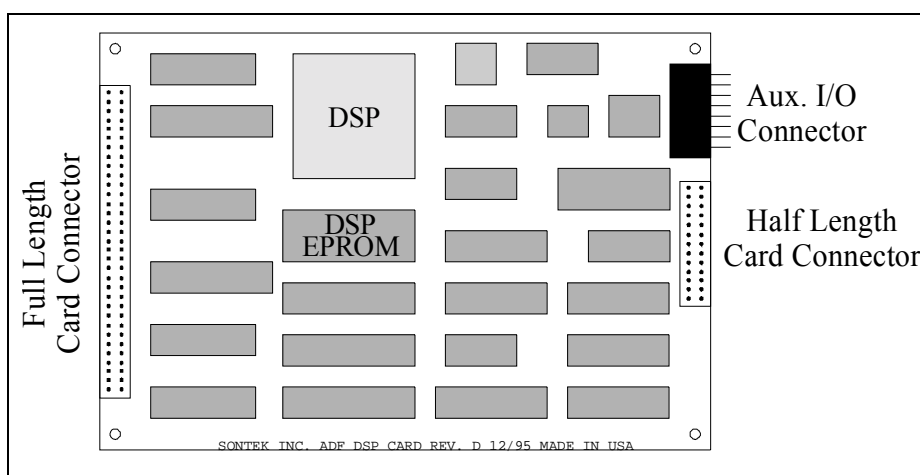 Full Length
Card Connector
DSP
DSP
EPROM
Aux. I/O
Connector
Half Length
Card Connector
SONTEK INC. ADF DSP CARD REV. D 12/95 MADE IN USA